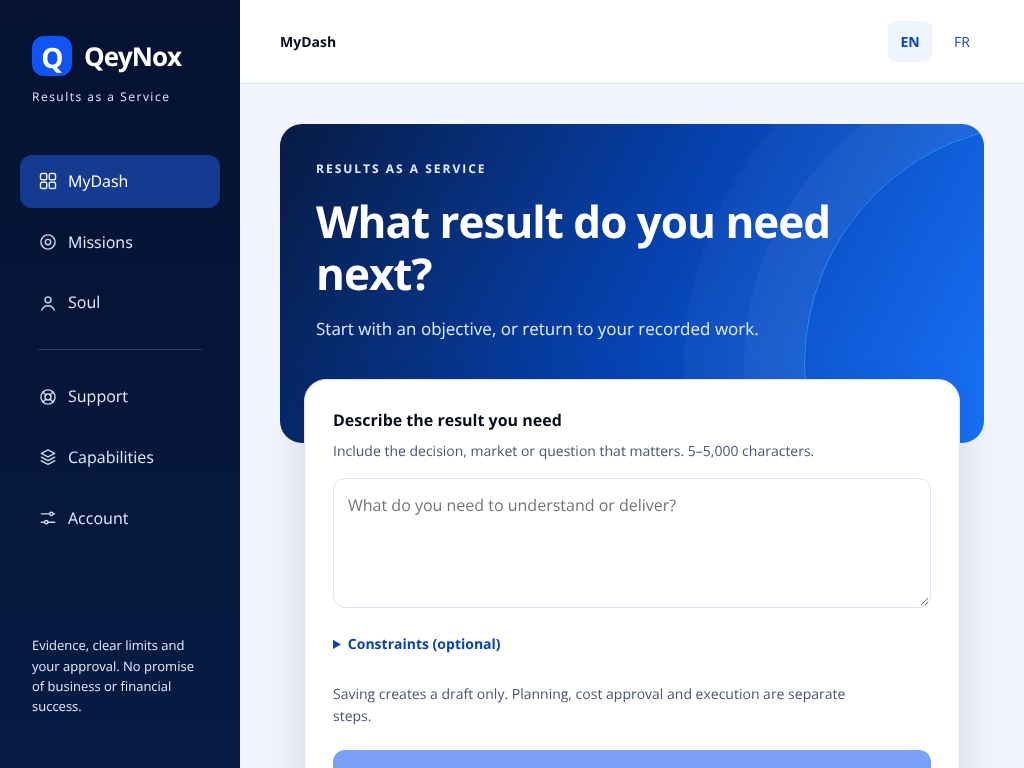 Q QeyNox
Results as a Service
MyDash
Missions
Soul
Support
Capabilities
Account
Evidence, clear limits and
your approval. No promise
of business or financial
success.
MyDash
EN FR
RESULTS AS A SERVICE
What result do you need
next?
Start with an objective, or return to your recorded work.
Describe the result you need
Include the decision, market or question that matters. 5–5,000 characters.
What do you need to understand or deliver?
Constraints (optional)
Saving creates a draft only. Planning, cost approval and execution are separate
steps.